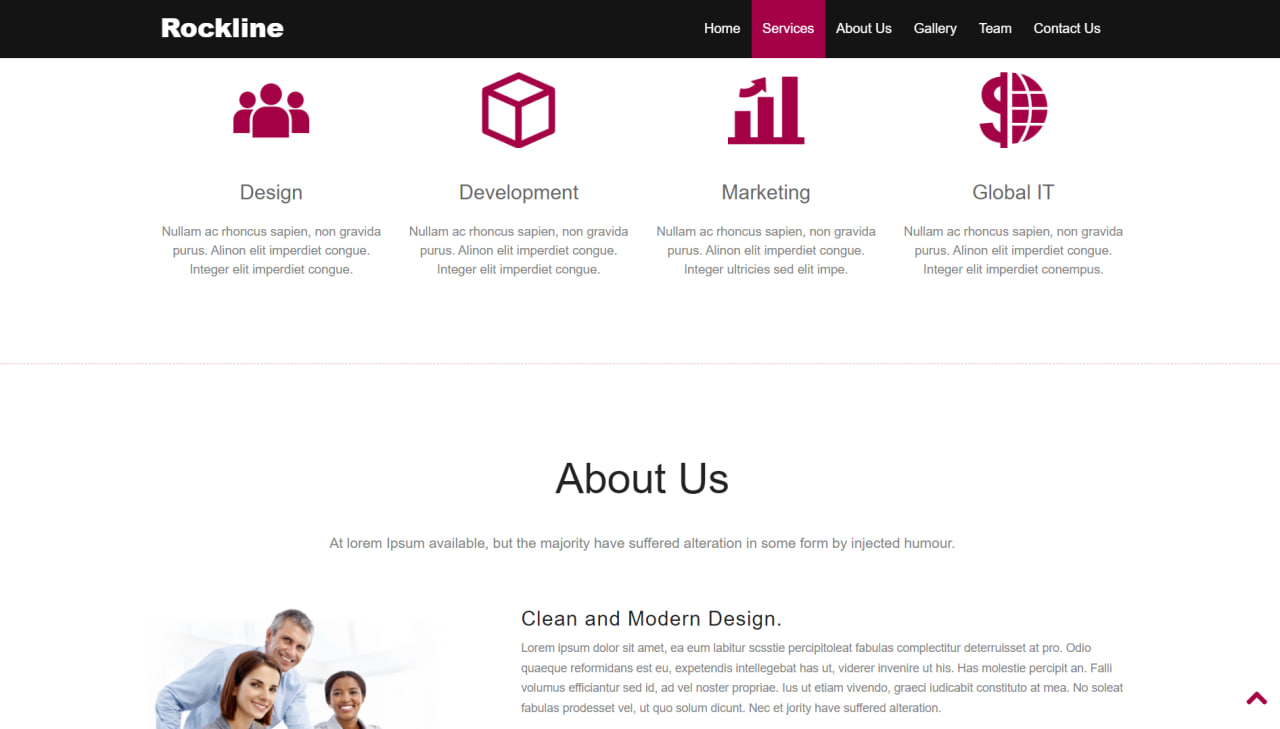 Rockline
Home Services About Us Gallery Team Contact Us
Design
Nullam ac rhoncus sapien, non gravida
purus. Alinon elit imperdiet congue.
Integer elit imperdiet congue.
Development
Nullam ac rhoncus sapien, non gravida
purus. Alinon elit imperdiet congue.
Integer elit imperdiet congue.
Marketing
Nullam ac rhoncus sapien, non gravida
purus. Alinon elit imperdiet congue.
Integer ultricies sed elit impe.
Global IT
Nullam ac rhoncus sapien, non gravida
purus. Alinon elit imperdiet congue.
Integer elit imperdiet conempus.
About Us
At lorem Ipsum available, but the majority have suffered alteration in some form by injected humour.
Clean and Modern Design.
Lorem ipsum dolor sit amet, ea eum labitur scsstie percipitoleat fabulas complectitur deterruisset at pro. Odio
quaeque reformidans est eu, expetendis intellegebat has ut, viderer invenire ut his. Has molestie percipit an. Falli
volumus efficiantur sed id, ad vel noster propriae. Ius ut etiam vivendo, graeci iudicabit constituto at mea. No soleat
fabulas prodesset vel, ut quo solum dicunt. Nec et jority have suffered alteration.